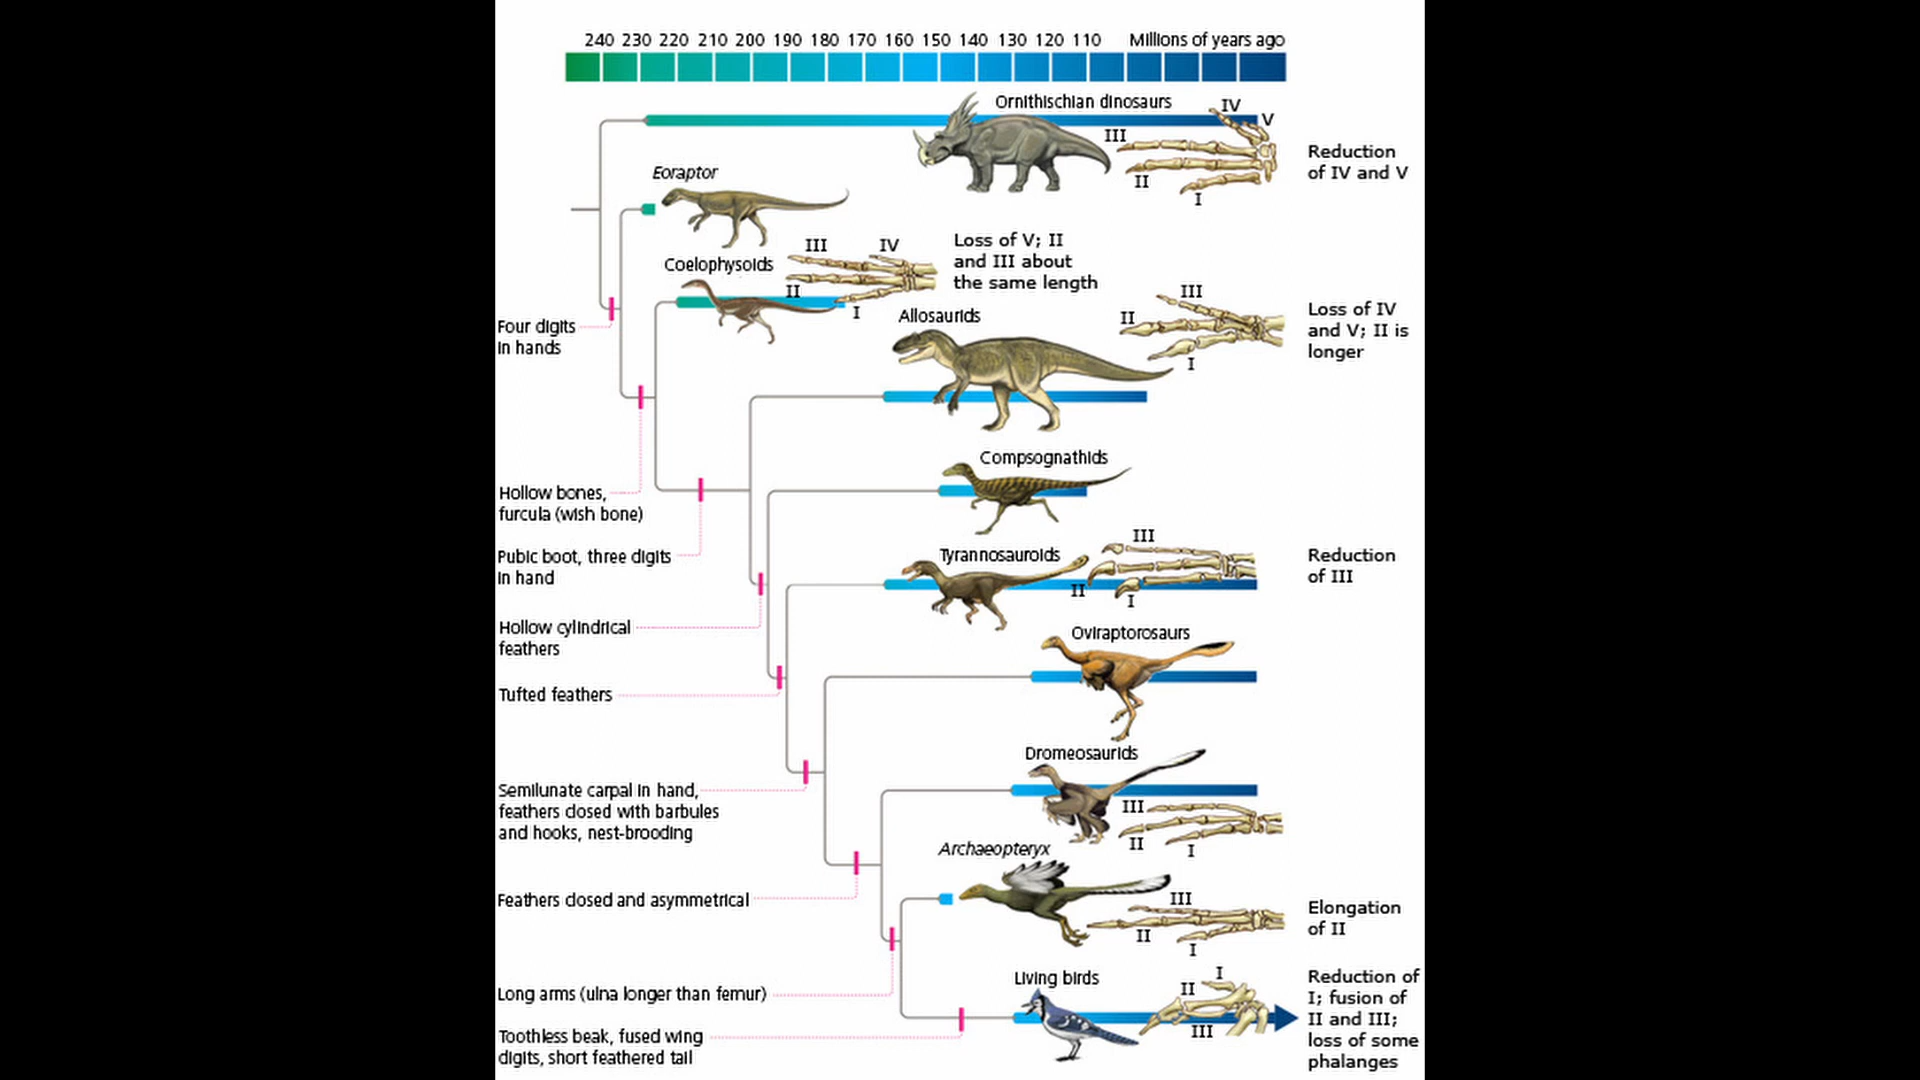 240 230 220 210 200 190 180 170 160 150 140 130 120 110 Millions of years ago
Ornithischian dinosaurs
IV
V
III
II
I
Reduction
of IV and V
Eoraptor
Coelophysoids
III
IV
II
I
Loss of V; II
and III about
the same length
Allosaurids
III
II
I
Loss of IV
and V; II is
longer
Four digits
in hands
Compsognathids
Hollow bones,
furcula (wish bone)
Pubic boot, three digits
in hand
Tyrannosauroids
III
II
I
Reduction
of III
Hollow cylindrical
feathers
Oviraptorosaurs
Tufted feathers
Dromeosaurids
III
II
I
Semilunate carpal in hand,
feathers closed with barbules
and hooks, nest-brooding
Archaeopteryx
III
II
I
Elongation
of II
Feathers closed and asymmetrical
Living birds
I
II
III
Reduction of
I; fusion of
II and III;
loss of some
phalanges
Long arms (ulna longer than femur)
Toothless beak, fused wing
digits, short feathered tail